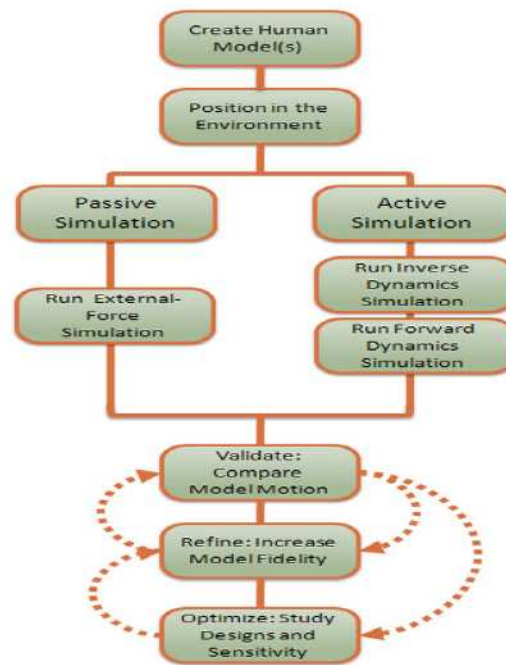 Create Human
Model(s)
Position in the
Environment
Passive
Simulation
Active
Simulation
Run External-
Force
Simulation
Run Inverse
Dynamics
Simulation
Run Forward
Dynamics
Simulation
Validate:
Compare
Model Motion
Refine: Increase
Model Fidelity
Optimize: Study
Designs and
Sensitivity